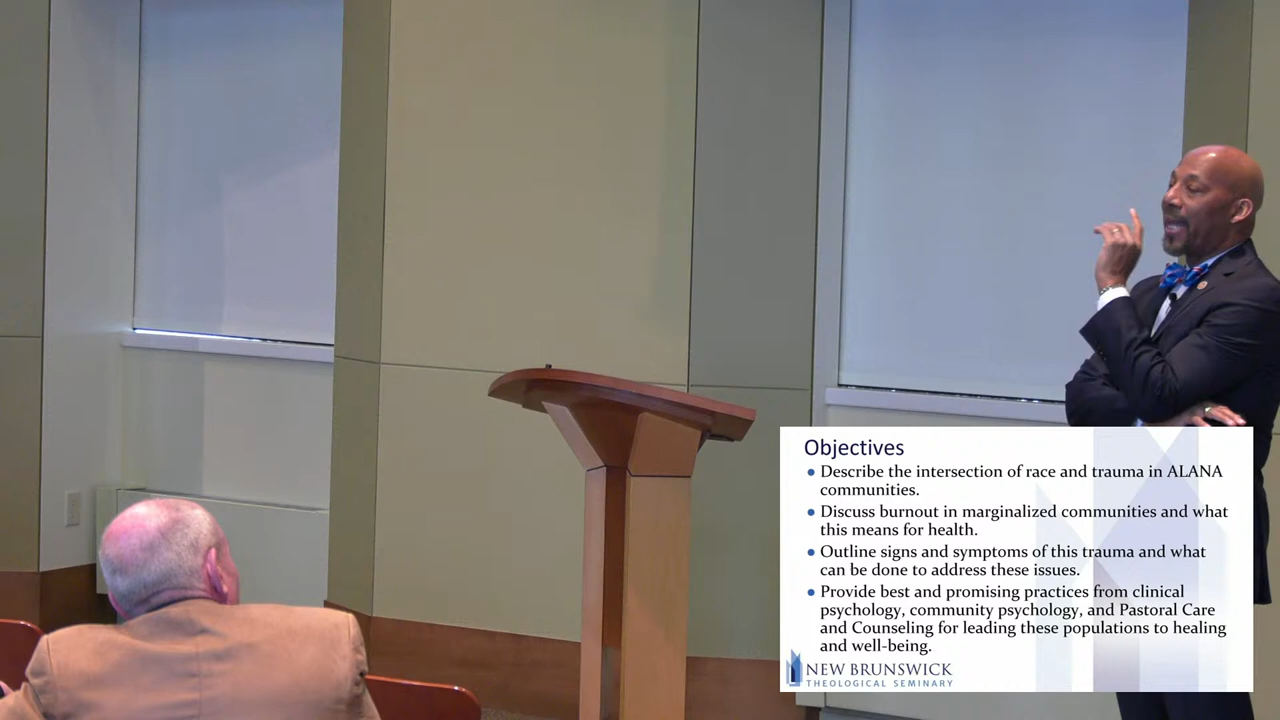 Objectives
• Describe the intersection of race and trauma in ALANA
communities.
• Discuss burnout in marginalized communities and what
this means for health.
• Outline signs and symptoms of this trauma and what
can be done to address these issues.
• Provide best and promising practices from clinical
psychology, community psychology, and Pastoral Care
and Counseling for leading these populations to healing
and well-being.
NEW BRUNSWICK
THEOLOGICAL SEMINARY